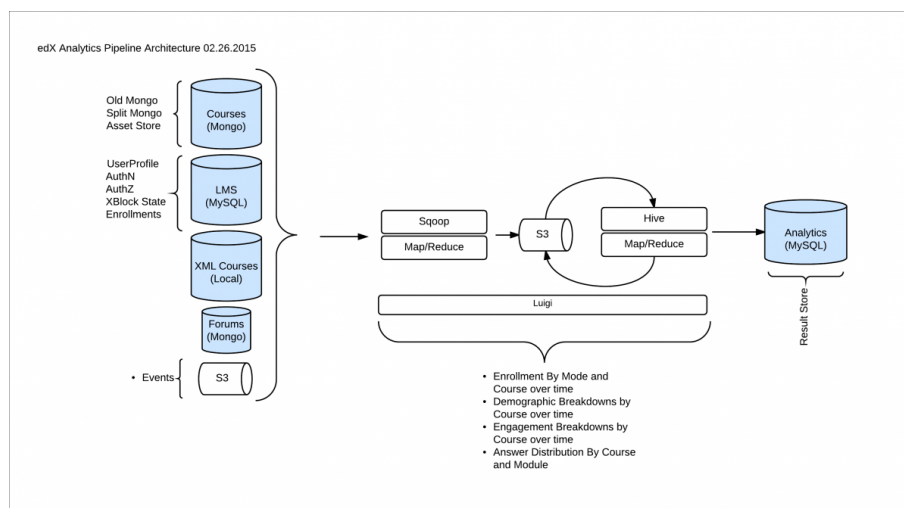 edX Analytics Pipeline Architecture 02.26.2015
Old Mongo
Split Mongo
Asset Store
Courses
(Mongo)
UserProfile
AuthN
AuthZ
XBlock State
Enrollments
LMS
(MySQL)
XML Courses
(Local)
Forums
(Mongo)
• Events
S3
Sqoop
Map/Reduce
S3
Hive
Map/Reduce
Analytics
(MySQL)
Result Store
Luigi
• Enrollment By Mode and
Course over time
• Demographic Breakdowns by
Course over time
• Engagement Breakdowns by
Course over time
• Answer Distribution By Course
and Module